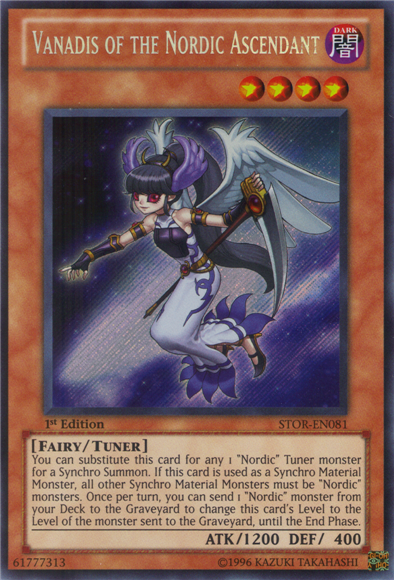 VANADIS OF THE NORDIC ASCENDANT
DARK
闇
1st Edition
STOR-EN081
[FAIRY/TUNER]
You can substitute this card for any 1 "Nordic" Tuner monster
for a Synchro Summon. If this card is used as a Synchro Material
Monster, all other Synchro Material Monsters must be "Nordic"
monsters. Once per turn, you can send 1 "Nordic" monster from
your Deck to the Graveyard to change this card's Level to the
Level of the monster sent to the Graveyard, until the End Phase.
ATK/1200 DEF/ 400
61777313
©1996 KAZUKI TAKAHASHI